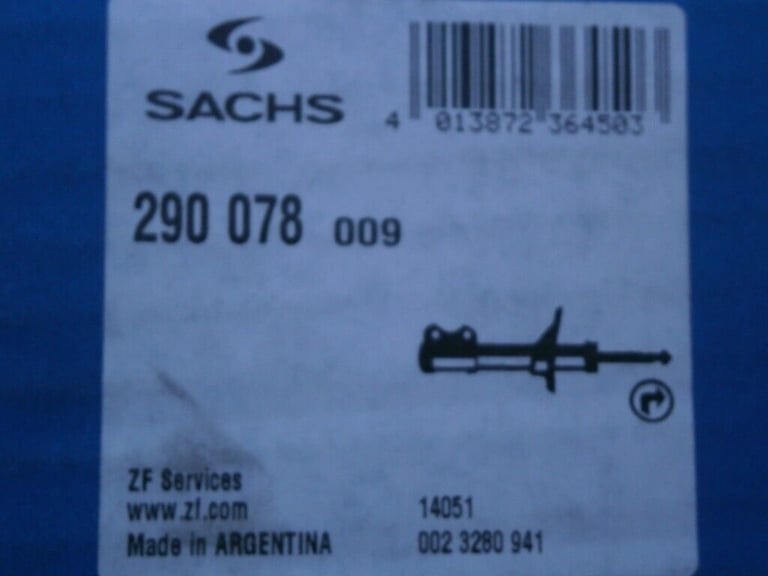 SACHS
4 013872 364503
290 078 009
ZF Services
www.zf.com
Made in ARGENTINA
14051
002 3280 941